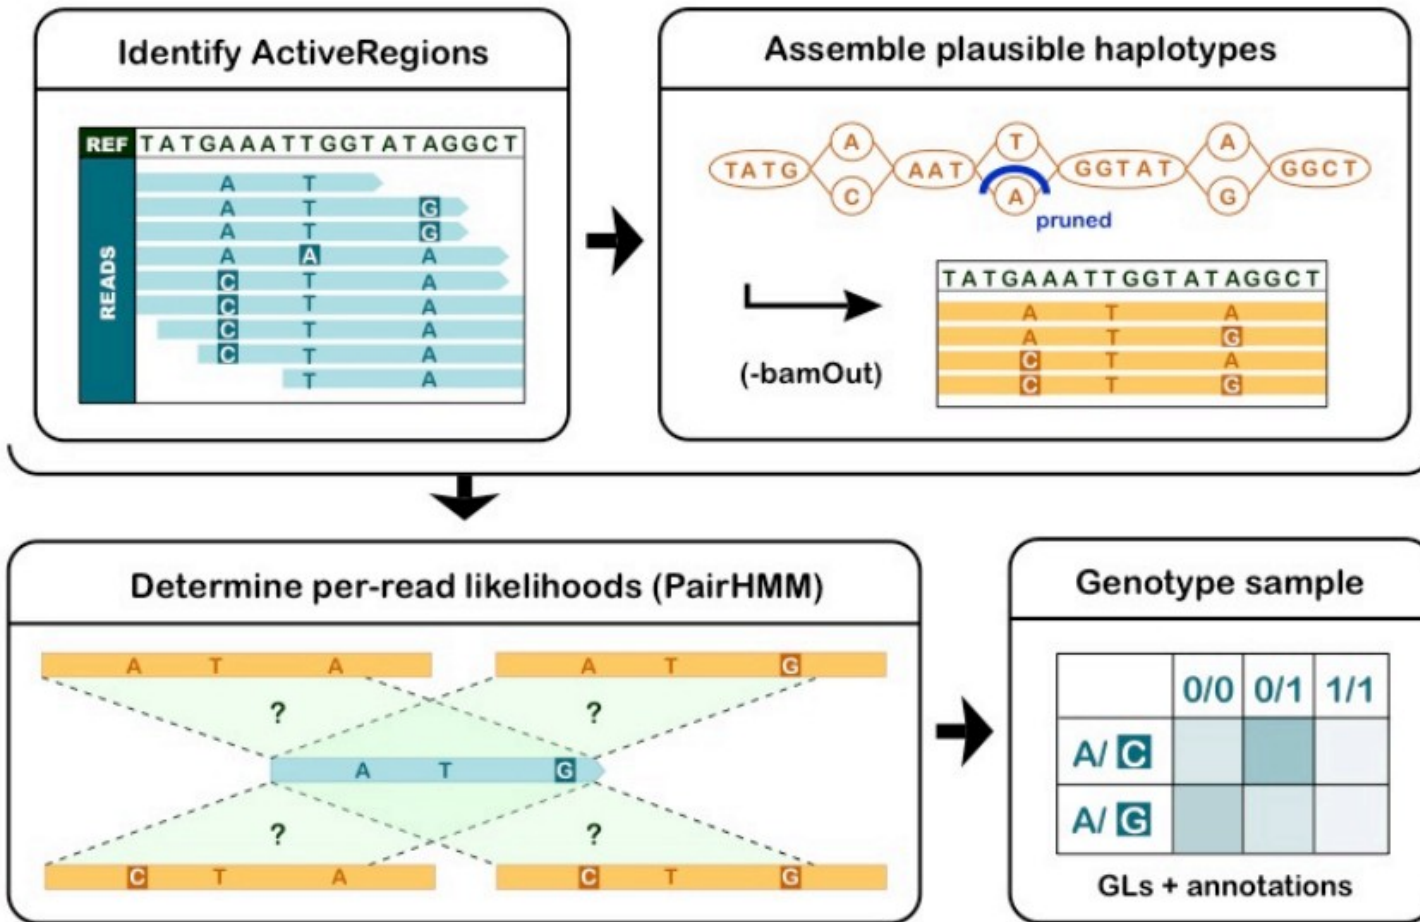 Identify ActiveRegions
REF TATGAAATTGGTATAGGCT
READS
A T
A T G
A T G
A A A
C T A
C T A
C T A
C T A
T A
Assemble plausible haplotypes
TATG A C AAT T A GGTAT A G GGCT
pruned
(-bamOut)
TATGAAATTGGTATAGGCT
A T A
A T G
C T A
C T G
Determine per-read likelihoods (PairHMM)
A T A A T G
? ?
A T G
? ?
C T A C T G
Genotype sample
0/0 0/1 1/1
A/ C
A/ G
GLs + annotations